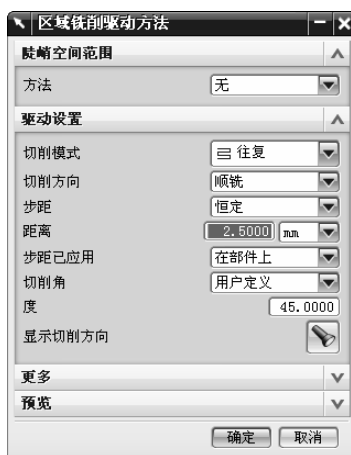 区域铣削驱动方法
陡峭空间范围
方法 无
驱动设置
切削模式 往复
切削方向 顺铣
步距 恒定
距离 2.5000 mm
步距已应用 在部件上
切削角 用户定义
度 45.0000
显示切削方向
更多
预览
确定 取消